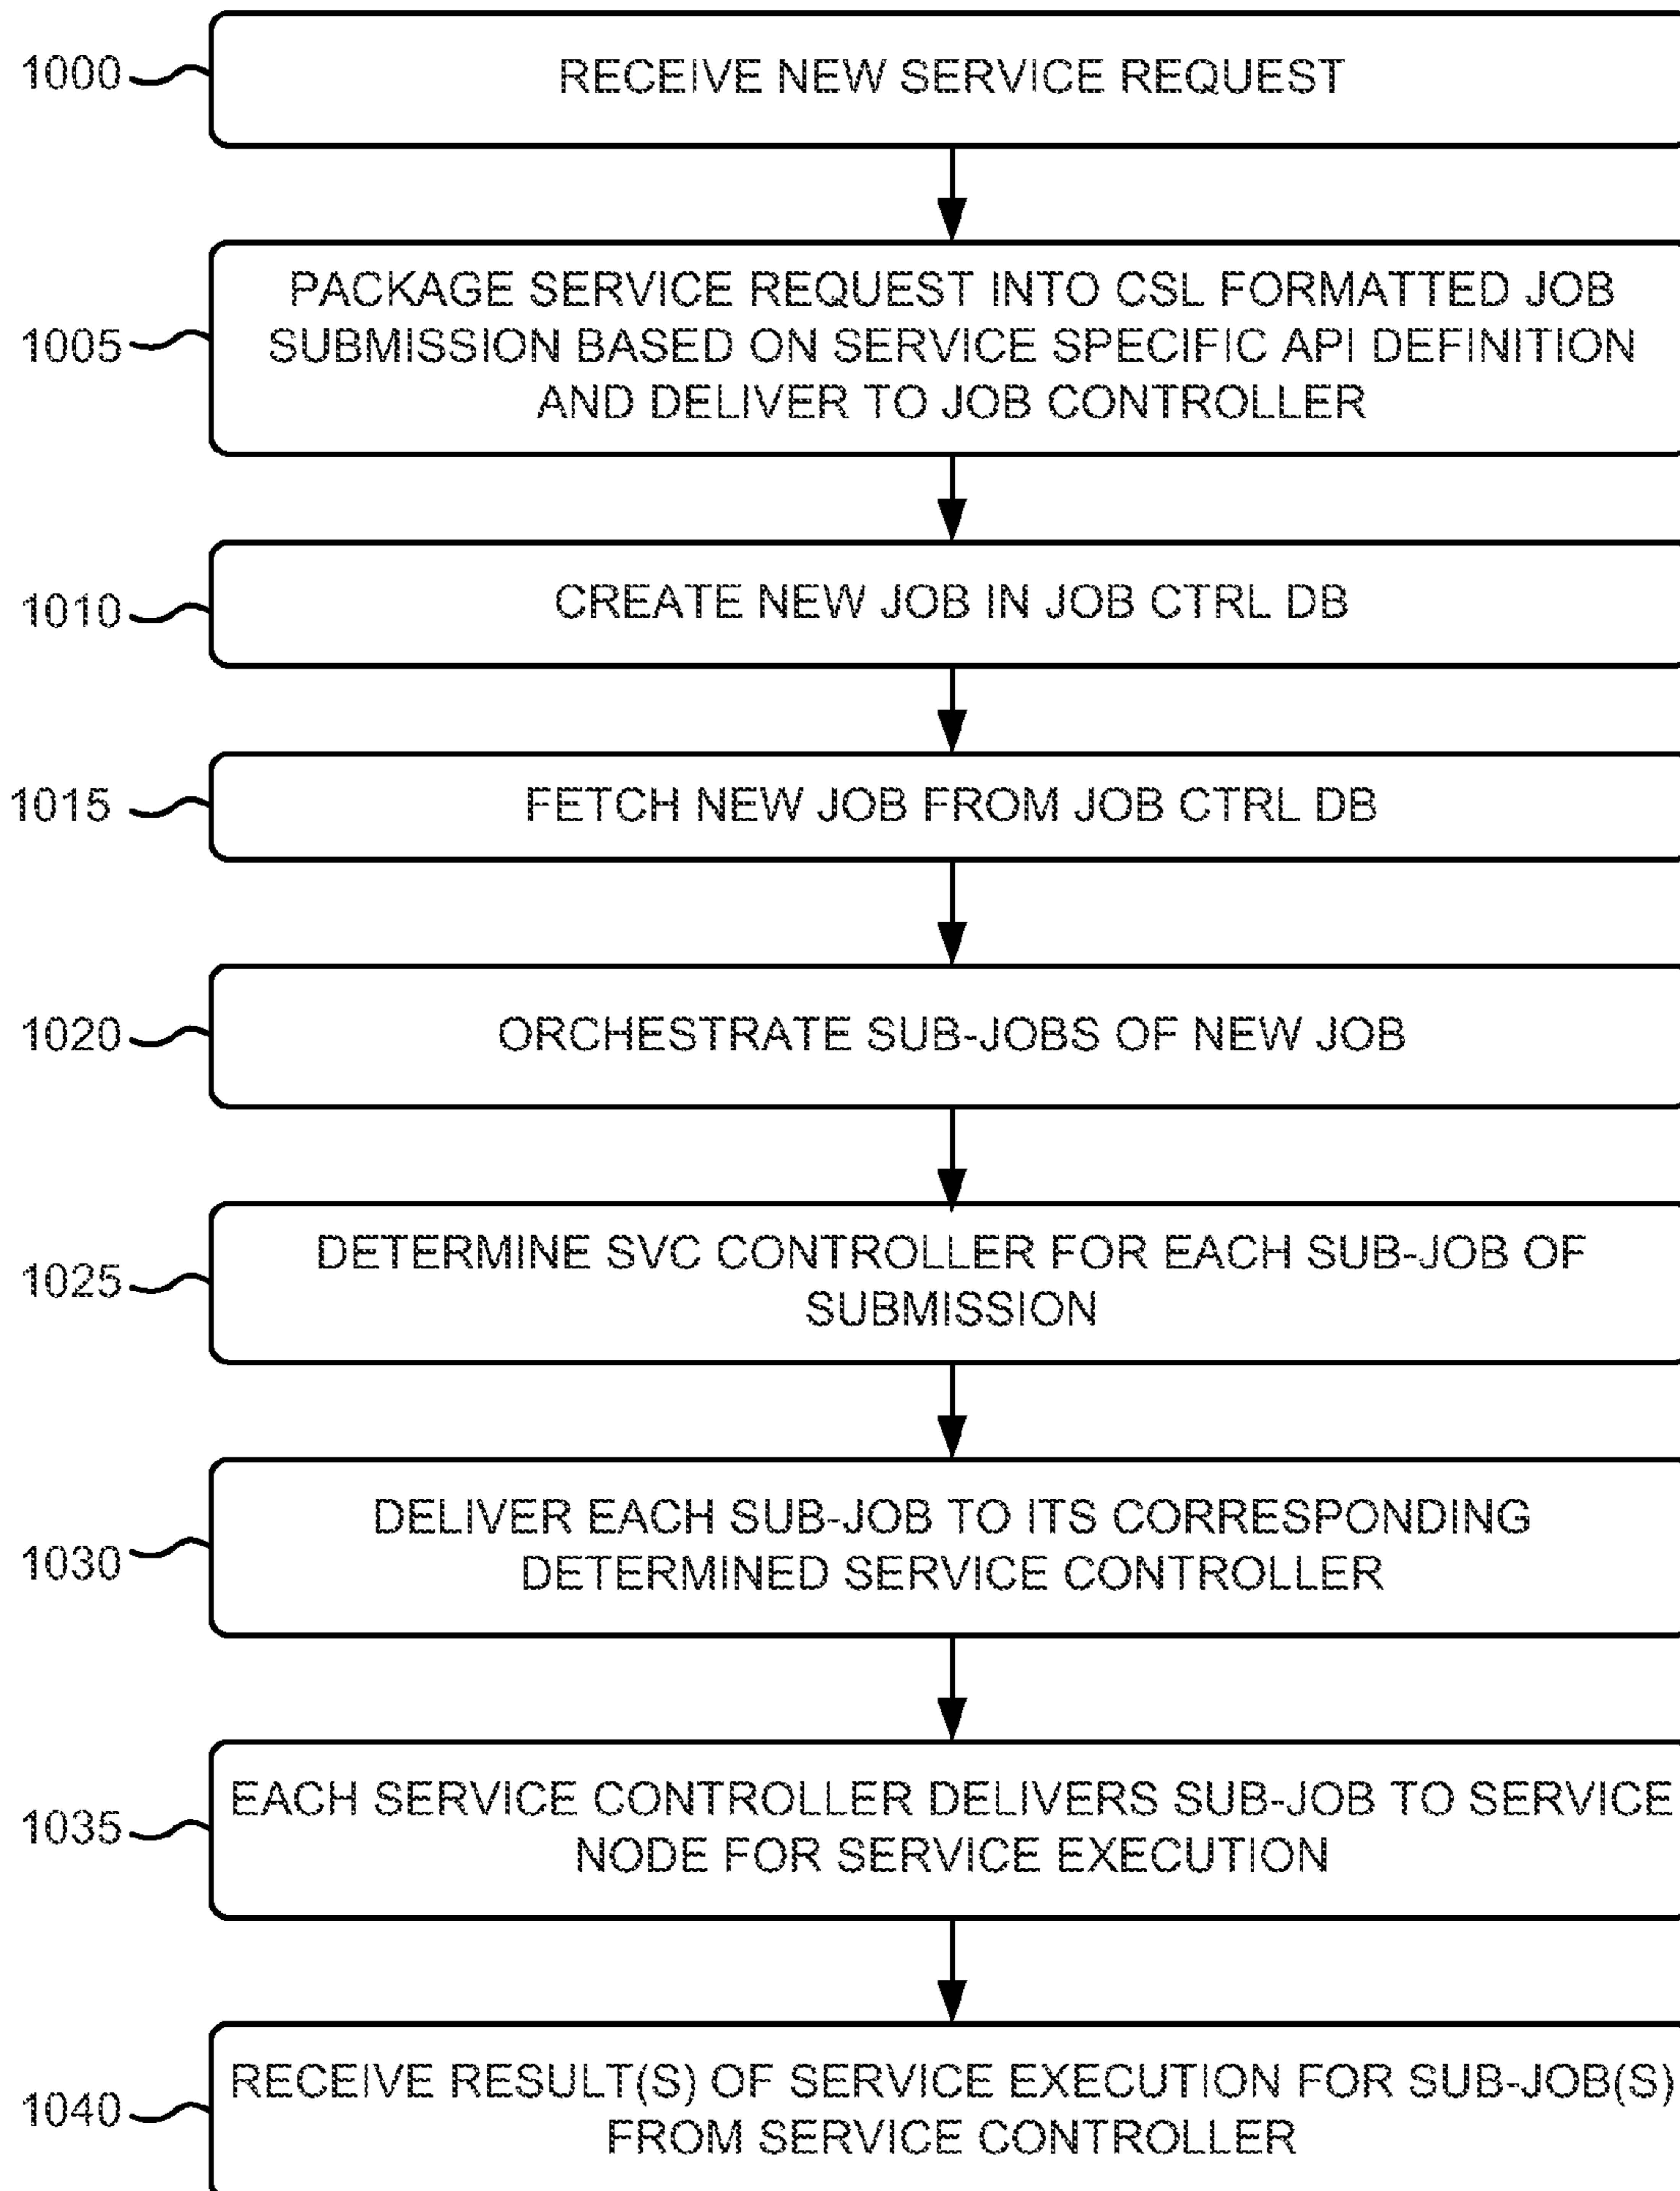 1000
RECEIVE NEW SERVICE REQUEST
PACKAGE SERVICE REQUEST INTO CSL FORMATTED JOB
1005
SUBMISSION BASED ON SERVICE SPECIFIC API DEFINITION
AND DELIVER TO JOB CONTROLLER
1010
CREATE NEW JOB IN JOB CTRL DB
1015
FETCH NEW JOB FROM JOB CTRL DB
1020
ORCHESTRATE SUB-JOBS OF NEW JOB
1025
DETERMINE SVC CONTROLLER FOR EACH SUB-JOB OF
SUBMISSION
1030
DELIVER EACH SUB-JOB TO ITS CORRESPONDING
DETERMINED SERVICE CONTROLLER
1035
EACH SERVICE CONTROLLER DELIVERS SUB-JOB TO SERVICE
NODE FOR SERVICE EXECUTION
1040
RECEIVE RESULT(S) OF SERVICE EXECUTION FOR SUB-JOB(S)
FROM SERVICE CONTROLLER